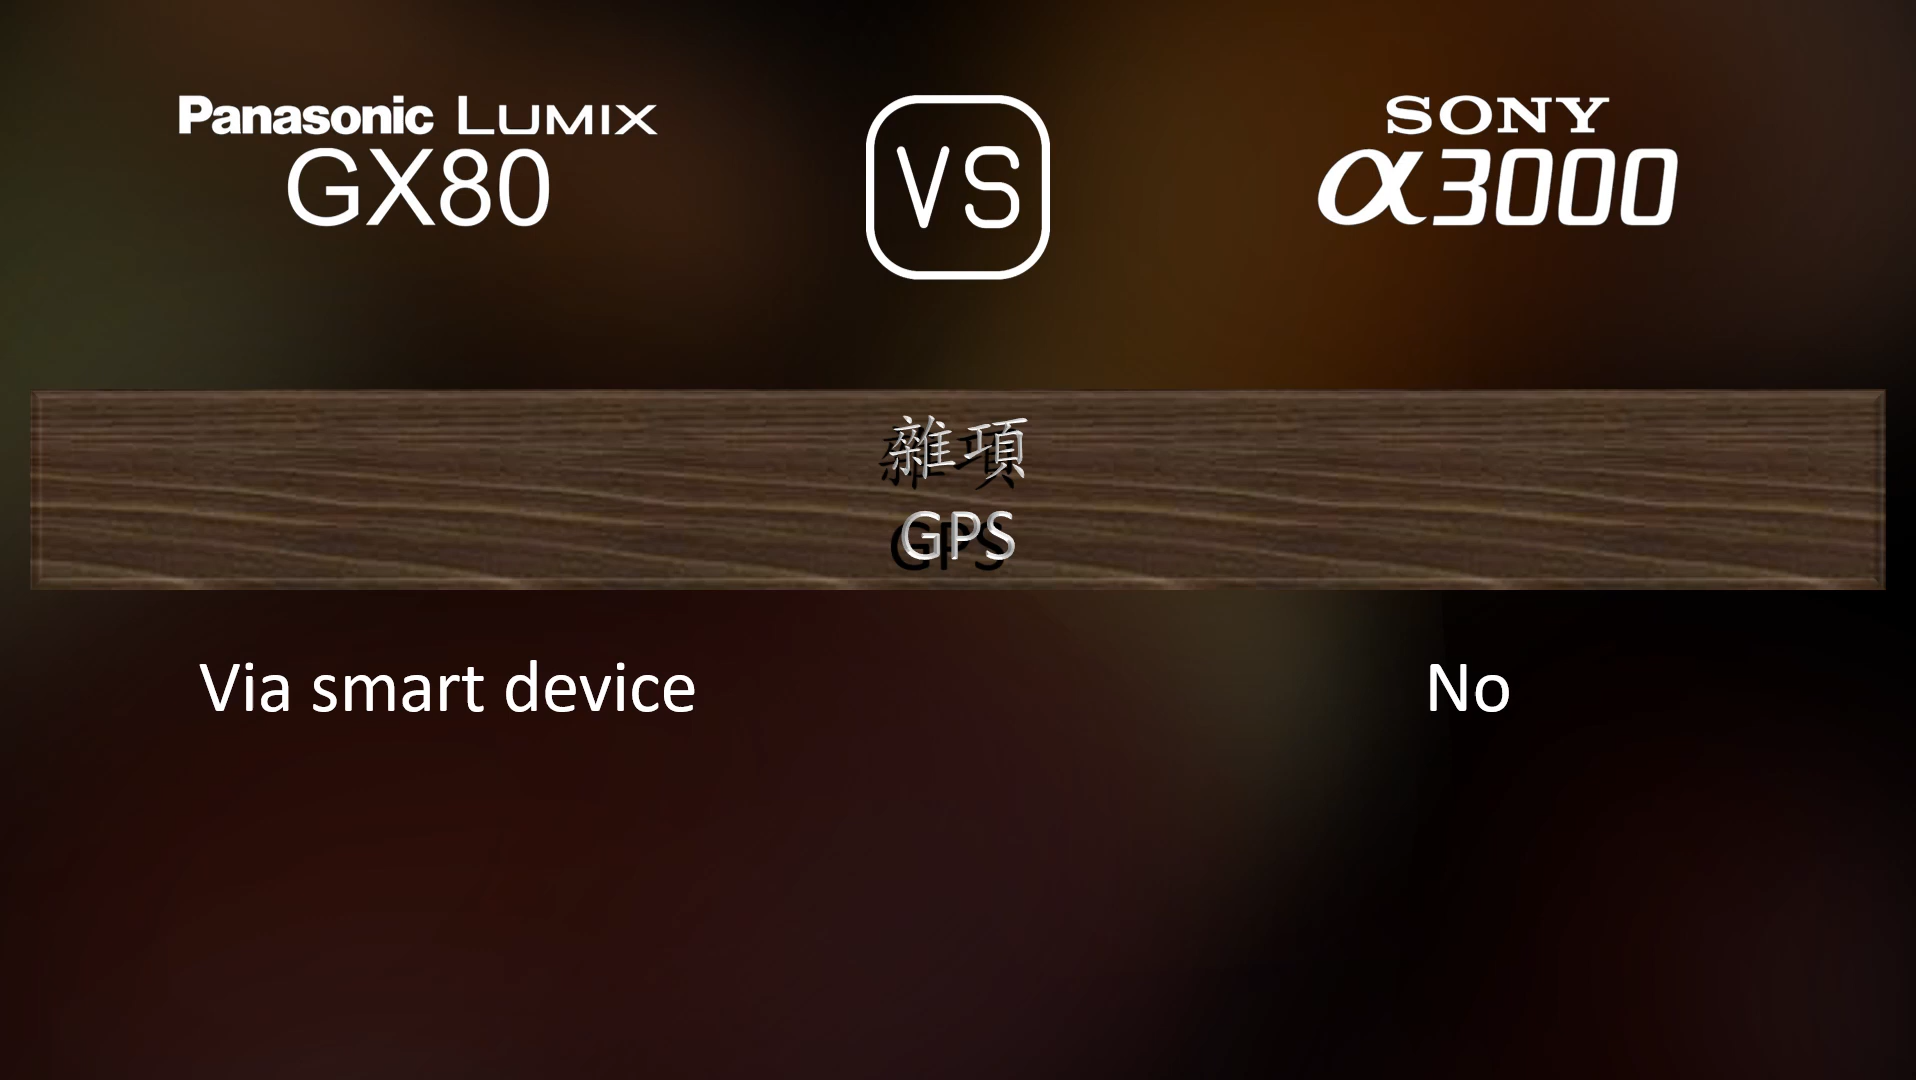 Panasonic LUMIX
GX80
VS
SONY
α3000
雜項
GPS
Via smart device
No